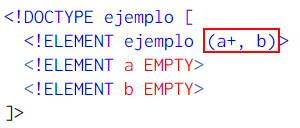 <!DOCTYPE ejemplo [
<!ELEMENT ejemplo (a+, b)>
<!ELEMENT a EMPTY>
<!ELEMENT b EMPTY>
]>